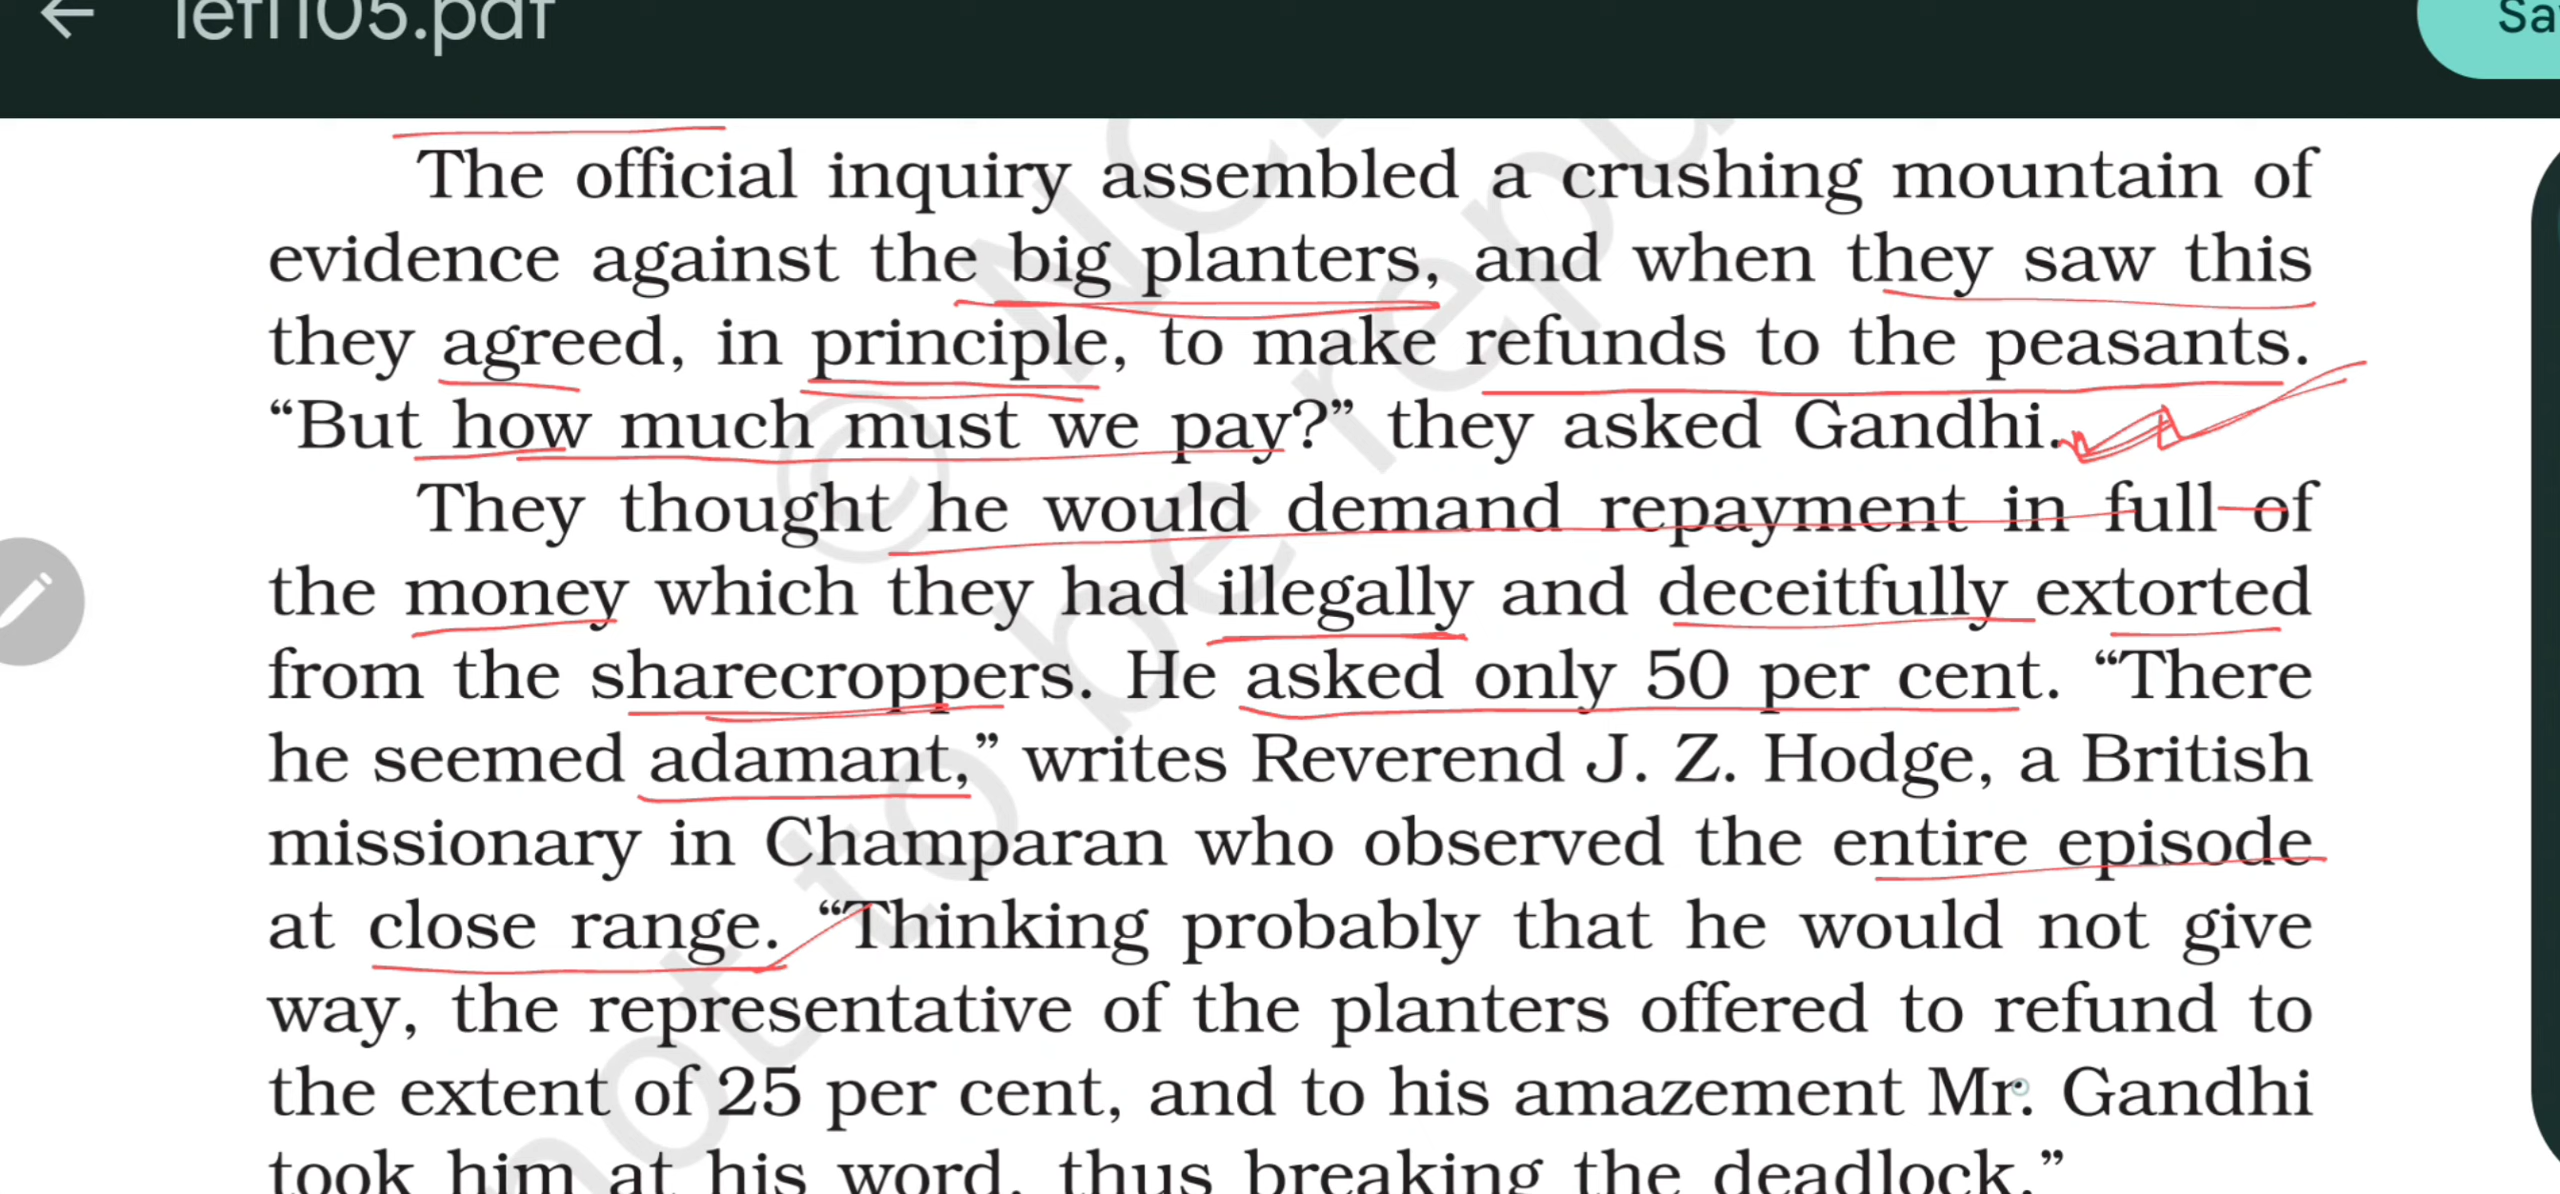 lefl105.pdf
Sa
The official inquiry assembled a crushing mountain of
evidence against the big planters, and when they saw this
they agreed, in principle, to make refunds to the peasants.
“But how much must we pay?” they asked Gandhi.
They thought he would demand repayment in full of
the money which they had illegally and deceitfully extorted
from the sharecroppers. He asked only 50 per cent. “There
he seemed adamant,” writes Reverend J. Z. Hodge, a British
missionary in Champaran who observed the entire episode
at close range. “Thinking probably that he would not give
way, the representative of the planters offered to refund to
the extent of 25 per cent, and to his amazement Mr. Gandhi
took him at his word, thus breaking the deadlock.”
© NC
not to be repu